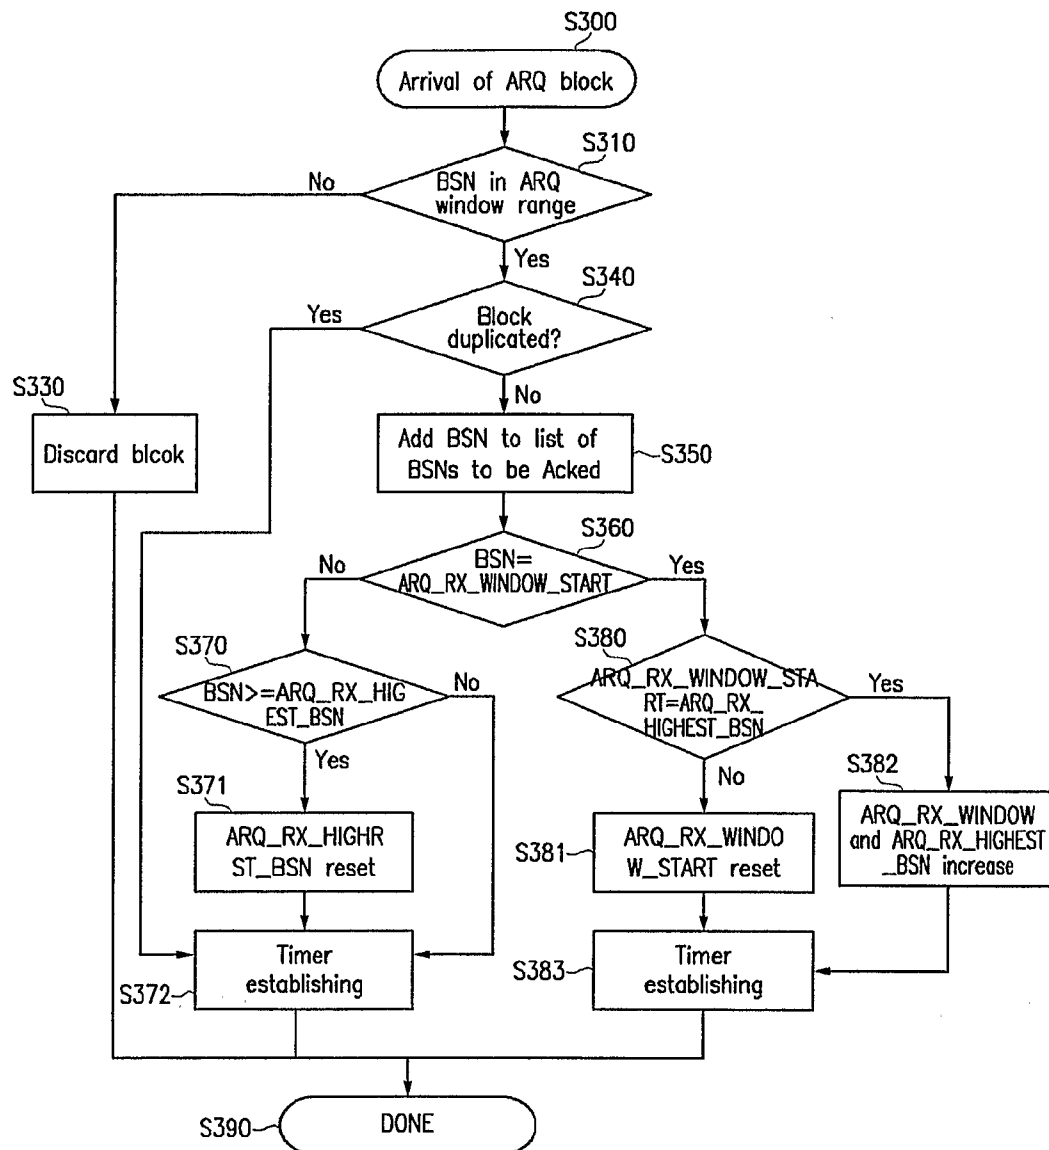 S300
Arrival of ARQ block
S310
No
BSN in ARQ
window range
Yes
S340
Yes
Block
duplicated?
No
S330
Discard blcok
Add BSN to list of
BSNs to be Acked
S350
S360
No
BSN=
ARQ_RX_WINDOW_START
Yes
S370
BSN>=ARQ_RX_HIG
EST_BSN
No
Yes
S380
ARQ_RX_WINDOW_STA
RT=ARQ_RX_
HIGHEST_BSN
Yes
No
S371
ARQ_RX_HIGHR
ST_BSN reset
S381
ARQ_RX_WINDO
W_START reset
S382
ARQ_RX_WINDOW
and ARQ_RX_HIGHEST
_BSN increase
S372
Timer
establishing
S383
Timer
establishing
S390
DONE